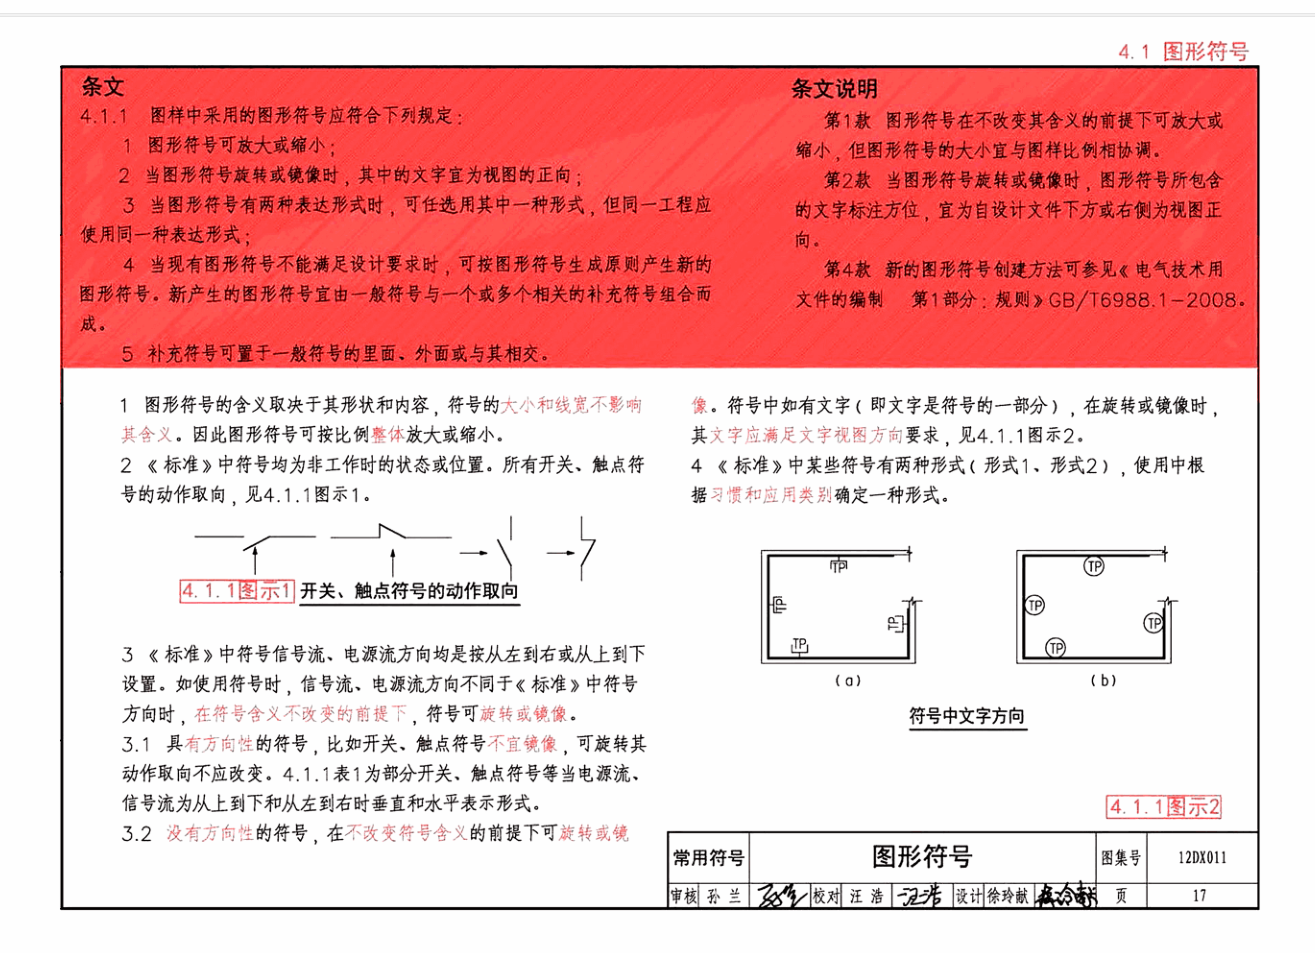 4.1 图形符号
条文
4.1.1 图样中采用的图形符号应符合下列规定：
1 图形符号可放大或缩小；
2 当图形符号旋转或镜像时，其中的文字宜为视图的正向；
3 当图形符号有两种表达形式时，可任选用其中一种形式，但同一工程应
使用同一种表达形式；
4 当现有图形符号不能满足设计要求时，可按图形符号生成原则产生新的
图形符号。新产生的图形符号宜由一般符号与一个或多个相关的补充符号组合而
成。
5 补充符号可置于一般符号的里面、外面或与其相交。
条文说明
第1款 图形符号在不改变其含义的前提下可放大或
缩小，但图形符号的大小宜与图样比例相协调。
第2款 当图形符号旋转或镜像时，图形符号所包含
的文字标注方位，宜为自设计文件下方或右侧为视图正
向。
第4款 新的图形符号创建方法可参见《电气技术用
文件的编制 第1部分：规则》GB/T6988.1-2008。
1 图形符号的含义取决于其形状和内容，符号的大小和线宽不影响
其含义。因此图形符号可按比例整体放大或缩小。
2 《标准》中符号均为非工作时的状态或位置。所有开关、触点符
号的动作取向，见4.1.1图示1。
4.1.1图示1 开关、触点符号的动作取向
3 《标准》中符号信号流、电源流方向均是按从左到右或从上到下
设置。如使用符号时，信号流、电源流方向不同于《标准》中符号
方向时，在符号含义不改变的前提下，符号可旋转或镜像。
3.1 具有方向性的符号，比如开关、触点符号不宜镜像，可旋转其
动作取向不应改变。4.1.1表1为部分开关、触点符号等当电源流、
信号流为从上到下和从左到右时垂直和水平表示形式。
3.2 没有方向性的符号，在不改变符号含义的前提下可旋转或镜
像。符号中如有文字（即文字是符号的一部分），在旋转或镜像时，
其文字应满足文字视图方向要求，见4.1.1图示2。
4 《标准》中某些符号有两种形式（形式1、形式2），使用中根
据习惯和应用类别确定一种形式。
TP
TP
TP
TP
(a)
TP
TP
TP
TP
(b)
符号中文字方向
4.1.1图示2
常用符号 图形符号 图集号 12DX011
审核 孙兰 校对 汪浩 汪浩 设计 徐玲献 页 17